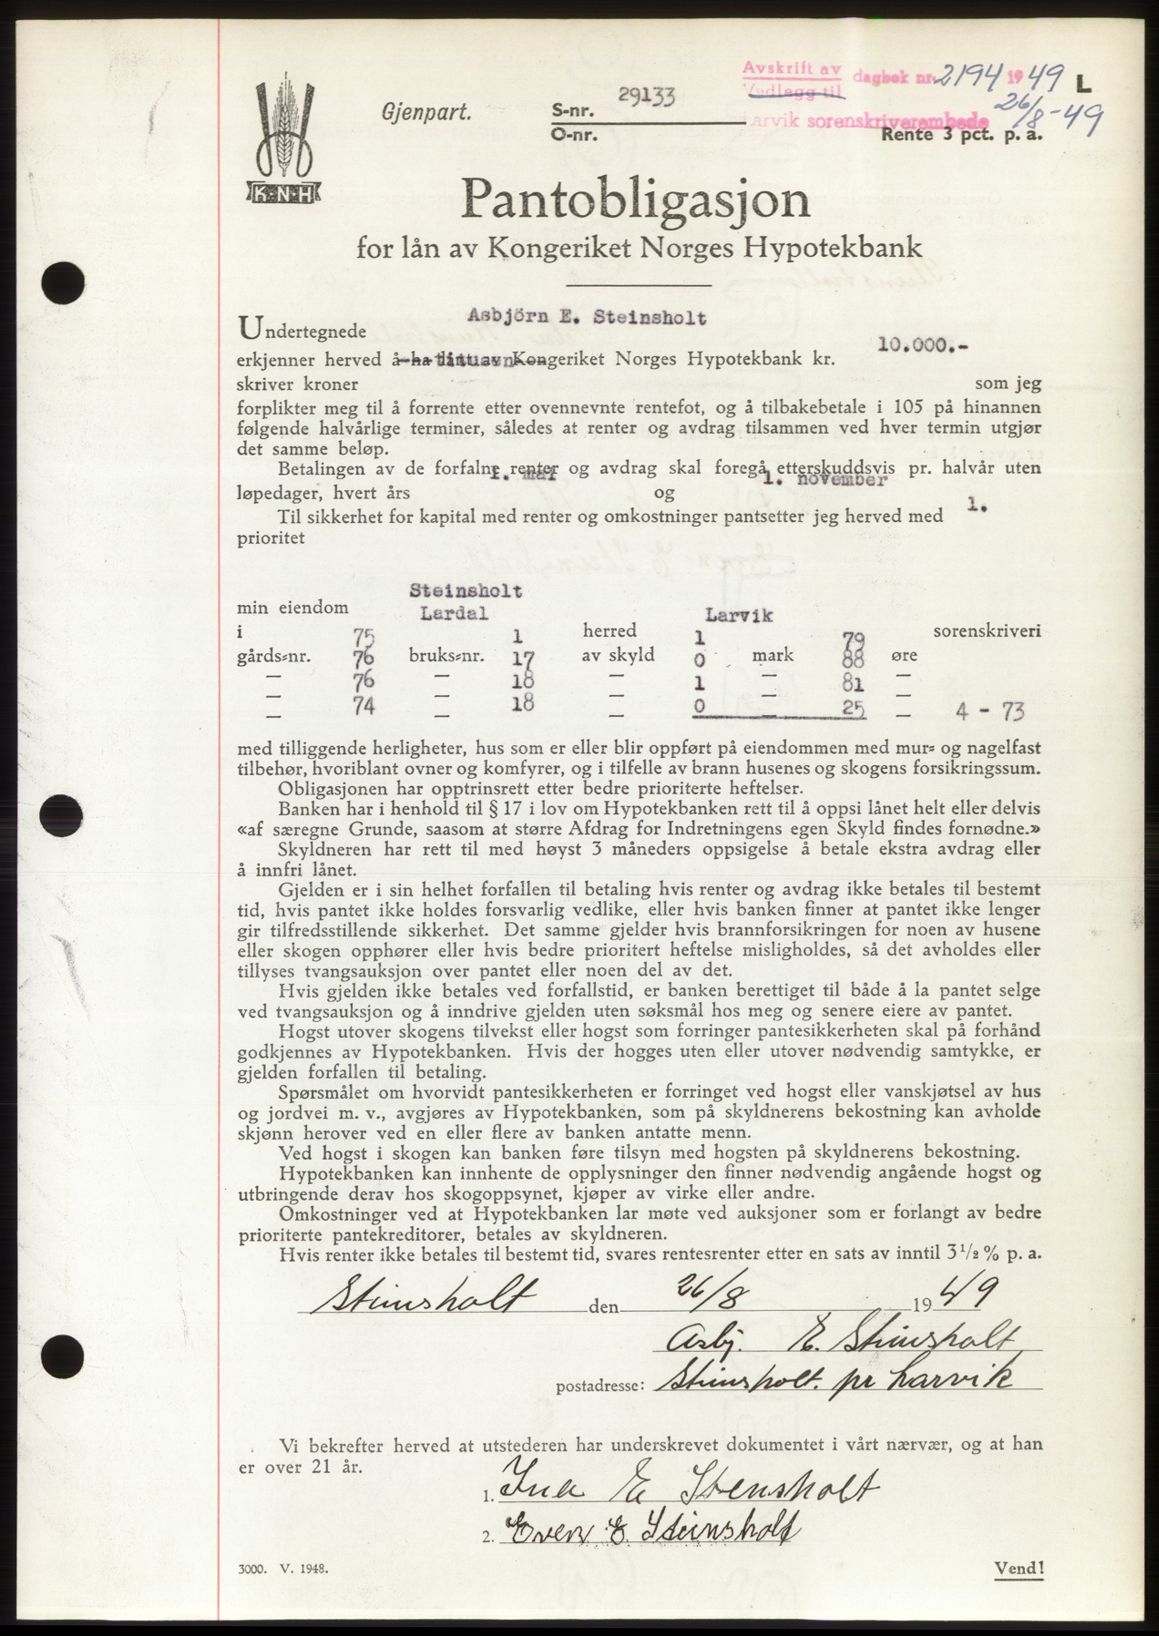 Avskrift av
Vedlegg til
dagbok nr. 2194 1949 L
26/8-49
Larvik sorenskriverembede
Gjenpart.
S-nr. 29133
O-nr.
Rente 3 pct. p. a.
K·N·H
Pantobligasjon
for lån av Kongeriket Norges Hypotekbank
Undertegnede Asbjörn E. Steinsholt
erkjenner herved å ha lånt av Kongeriket Norges Hypotekbank kr. 10.000.-
skriver kroner som jeg
forplikter meg til å forrente etter ovennevnte rentefot, og å tilbakebetale i 105 på hinannen
følgende halvårlige terminer, således at renter og avdrag tilsammen ved hver termin utgjør
det samme beløp.
Betalingen av de forfalne renter og avdrag skal foregå etterskuddsvis pr. halvår uten
løpedager, hvert års 1. mai og 1. november
Til sikkerhet for kapital med renter og omkostninger pantsetter jeg herved med 1.
prioritet
min eiendom Steinsholt
i Lardal herred Larvik sorenskriveri
gårds-nr. 75 bruks-nr. 1 av skyld 1 mark 79 øre
— 76 — 17 — 0 — 88 —
— 76 — 18 — 1 — 81 —
— 74 — 18 — 0 — 25 — 4 - 73
med tilliggende herligheter, hus som er eller blir oppført på eiendommen med mur- og nagelfast
tilbehør, hvoriblant ovner og komfyrer, og i tilfelle av brann husenes og skogens forsikringssum.
Obligasjonen har opptrinsrett etter bedre prioriterte heftelser.
Banken har i henhold til § 17 i lov om Hypotekbanken rett til å oppsi lånet helt eller delvis
«af særegne Grunde, saasom at større Afdrag for Indretningens egen Skyld findes fornødne.»
Skyldneren har rett til med høyst 3 måneders oppsigelse å betale ekstra avdrag eller
å innfri lånet.
Gjelden er i sin helhet forfallen til betaling hvis renter og avdrag ikke betales til bestemt
tid, hvis pantet ikke holdes forsvarlig vedlike, eller hvis banken finner at pantet ikke lenger
gir tilfredsstillende sikkerhet. Det samme gjelder hvis brannforsikringen for noen av husene
eller skogen opphører eller hvis bedre prioritert heftelse misligholdes, så det avholdes eller
tillyses tvangsauksjon over pantet eller noen del av det.
Hvis gjelden ikke betales ved forfallstid, er banken berettiget til både å la pantet selge
ved tvangsauksjon og å inndrive gjelden uten søksmål hos meg og senere eiere av pantet.
Hogst utover skogens tilvekst eller hogst som forringer pantesikkerheten skal på forhånd
godkjennes av Hypotekbanken. Hvis der hogges uten eller utover nødvendig samtykke, er
gjelden forfallen til betaling.
Spørsmålet om hvorvidt pantesikkerheten er forringet ved hogst eller vanskjøtsel av hus
og jordvei m. v., avgjøres av Hypotekbanken, som på skyldnerens bekostning kan avholde
skjønn herover ved en eller flere av banken antatte menn.
Ved hogst i skogen kan banken føre tilsyn med hogsten på skyldnerens bekostning.
Hypotekbanken kan innhente de opplysninger den finner nødvendig angående hogst og
utbringende derav hos skogoppsynet, kjøper av virke eller andre.
Omkostninger ved at Hypotekbanken lar møte ved auksjoner som er forlangt av bedre
prioriterte pantekreditorer, betales av skyldneren.
Hvis renter ikke betales til bestemt tid, svares rentesrenter etter en sats av inntil 3 1/2 % p. a.
Steinsholt den 26/8 1949
Asbj. E. Steinsholt
postadresse: Steinsholt. pr Larvik
Vi bekrefter herved at utstederen har underskrevet dokumentet i vårt nærvær, og at han
er over 21 år.
1. Ina E Stensholt
2. Even E. Steinsholt
3000. V. 1948.
Vend!